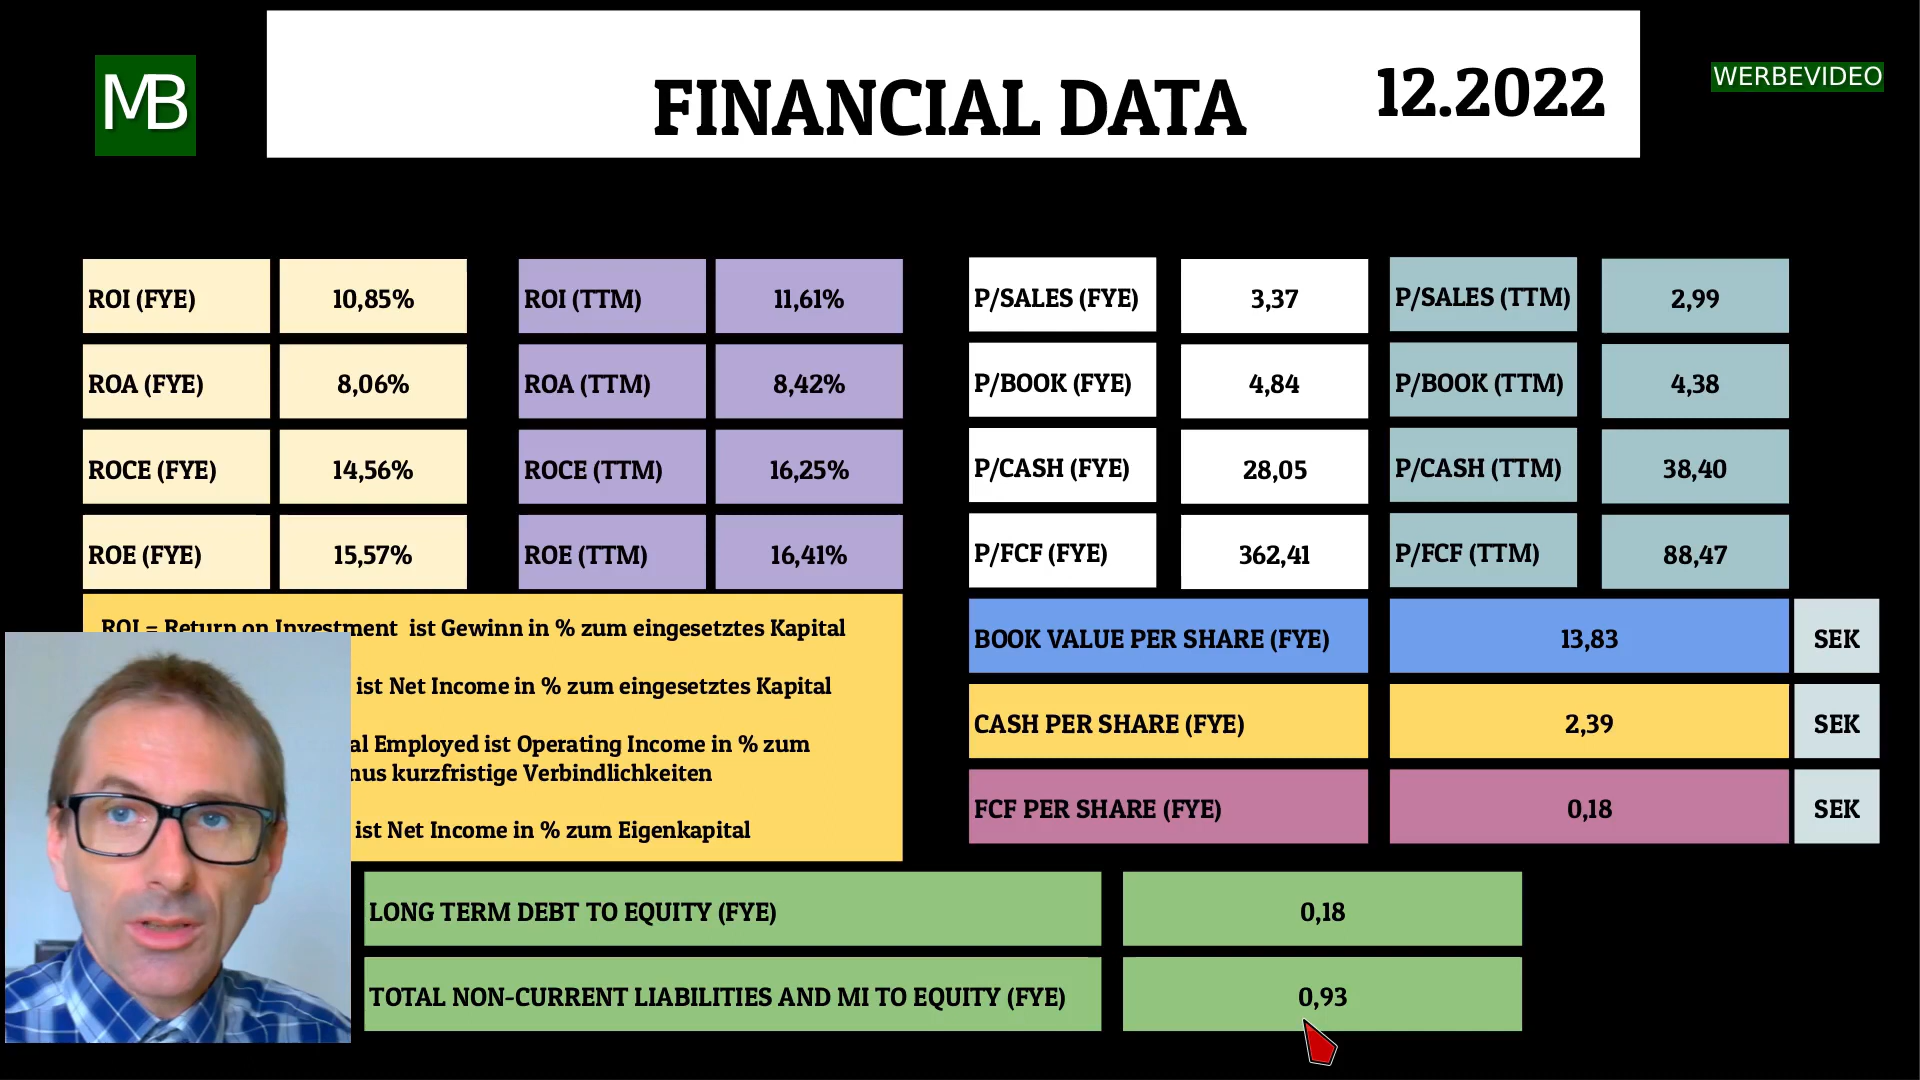 MB
FINANCIAL DATA
12.2022
WERBEVIDEO
ROI (FYE) 10,85% ROI (TTM) 11,61% P/SALES (FYE) 3,37 P/SALES (TTM) 2,99
ROA (FYE) 8,06% ROA (TTM) 8,42% P/BOOK (FYE) 4,84 P/BOOK (TTM) 4,38
ROCE (FYE) 14,56% ROCE (TTM) 16,25% P/CASH (FYE) 28,05 P/CASH (TTM) 38,40
ROE (FYE) 15,57% ROE (TTM) 16,41% P/FCF (FYE) 362,41 P/FCF (TTM) 88,47
ROI = Return on Investment ist Gewinn in % zum eingesetztes Kapital
ist Net Income in % zum eingesetztes Kapital
al Employed ist Operating Income in % zum
nus kurzfristige Verbindlichkeiten
ist Net Income in % zum Eigenkapital
BOOK VALUE PER SHARE (FYE) 13,83 SEK
CASH PER SHARE (FYE) 2,39 SEK
FCF PER SHARE (FYE) 0,18 SEK
LONG TERM DEBT TO EQUITY (FYE) 0,18
TOTAL NON-CURRENT LIABILITIES AND MI TO EQUITY (FYE) 0,93